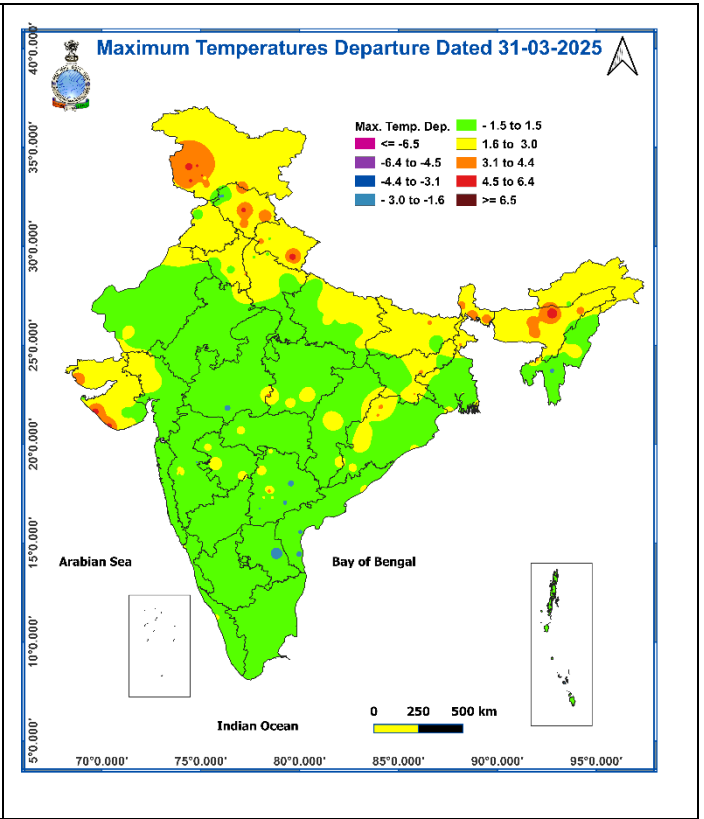 Maximum Temperatures Departure Dated 31-03-2025
Max. Temp. Dep.
<= -6.5
-6.4 to -4.5
-4.4 to -3.1
- 3.0 to -1.6
- 1.5 to 1.5
1.6 to 3.0
3.1 to 4.4
4.5 to 6.4
>= 6.5
40°0.000'
35°0.000'
30°0.000'
25°0.000'
20°0.000'
15°0.000'
10°0.000'
5°0.000'
Arabian Sea
Bay of Bengal
Indian Ocean
0 250 500 km
70°0.000' 75°0.000' 80°0.000' 85°0.000' 90°0.000' 95°0.000'